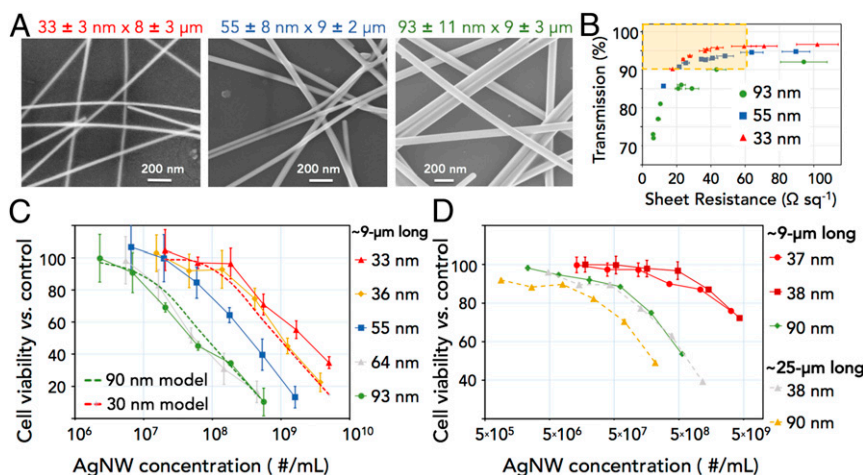 A 33 ± 3 nm x 8 ± 3 μm 55 ± 8 nm x 9 ± 2 μm 93 ± 11 nm x 9 ± 3 μm
200 nm
200 nm
200 nm
B
Transmission (%)
100
90
80
70
93 nm
55 nm
33 nm
0 20 40 60 80 100
Sheet Resistance (Ω sq⁻¹)
C
Cell viability vs. control
120
100
80
60
40
20
90 nm model
30 nm model
10⁶ 10⁷ 10⁸ 10⁹ 10¹⁰
AgNW concentration ( #/mL)
~9-μm long
33 nm
36 nm
55 nm
64 nm
93 nm
D
Cell viability vs. control
120
100
80
60
40
5×10⁵ 5×10⁶ 5×10⁷ 5×10⁸ 5×10⁹
AgNW concentration ( #/mL)
~9-μm long
37 nm
38 nm
90 nm
~25-μm long
38 nm
90 nm